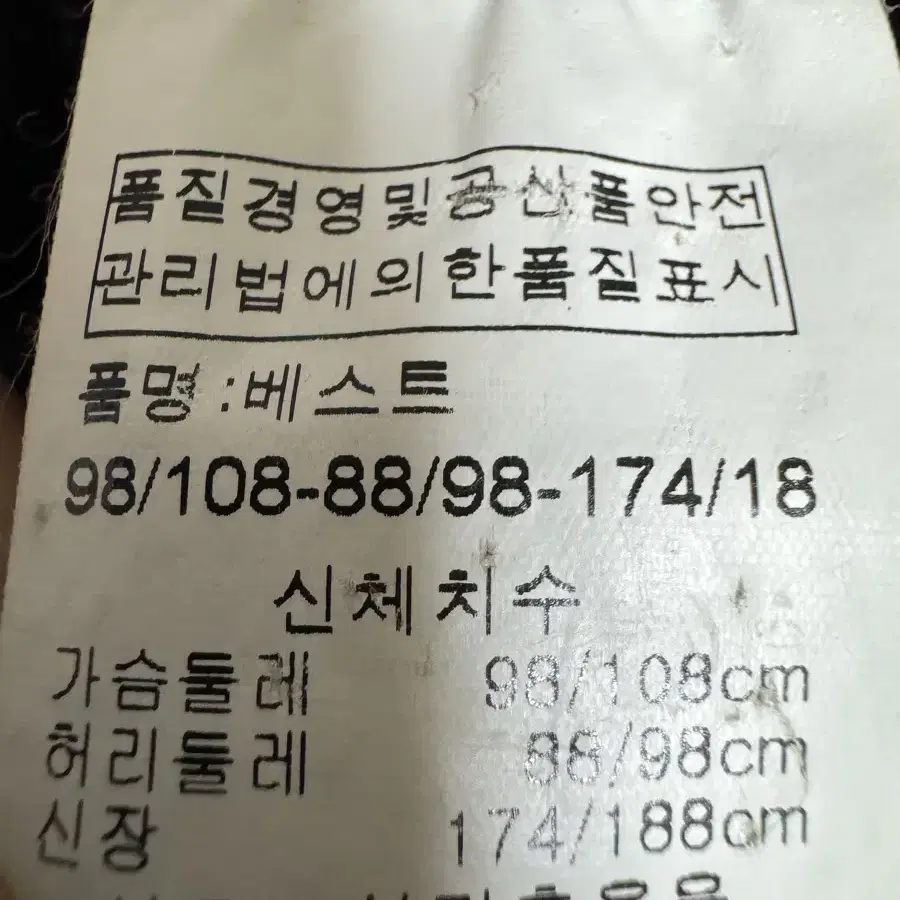 품질경영및공산품안전
관리법에의한품질표시
품명 :베스트
98/108-88/98-174/18
신체치수
가슴둘레 98/108cm
허리둘레 88/98cm
신장 174/188cm